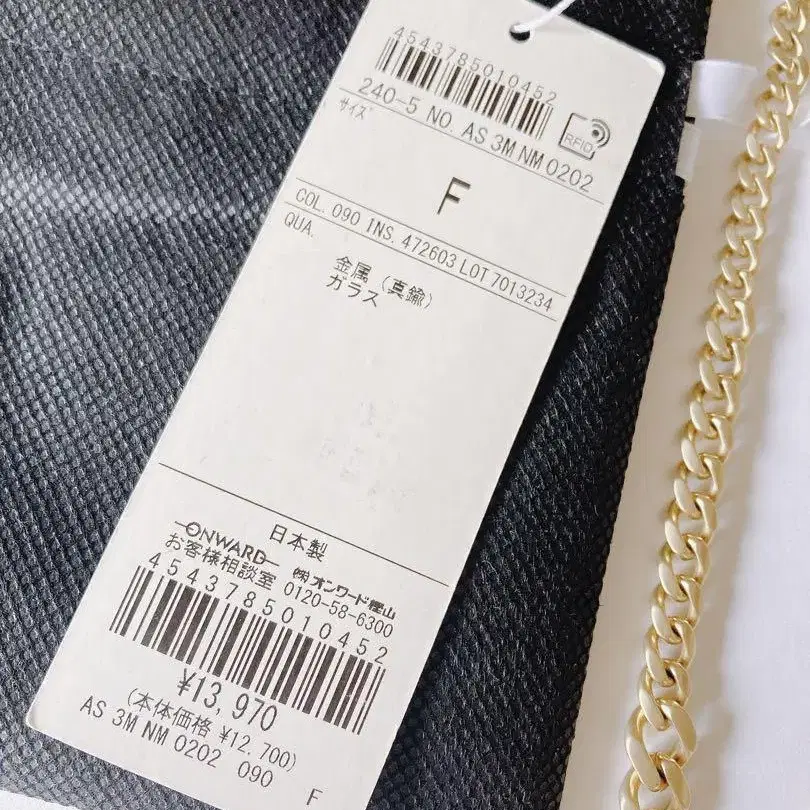 4543785010452
240-5 NO. AS 3M NM 0202
RFID
サイズ
F
COL. 090 INS. 472603 LOT 7013234
QUA.
金属（真鍮）
ガラス
日本製
ONWARD
お客様相談室 ㈱オンワード樫山
0120-58-6300
4543785010452
¥13,970
(本体価格 ¥12,700)
AS 3M NM 0202 090 F